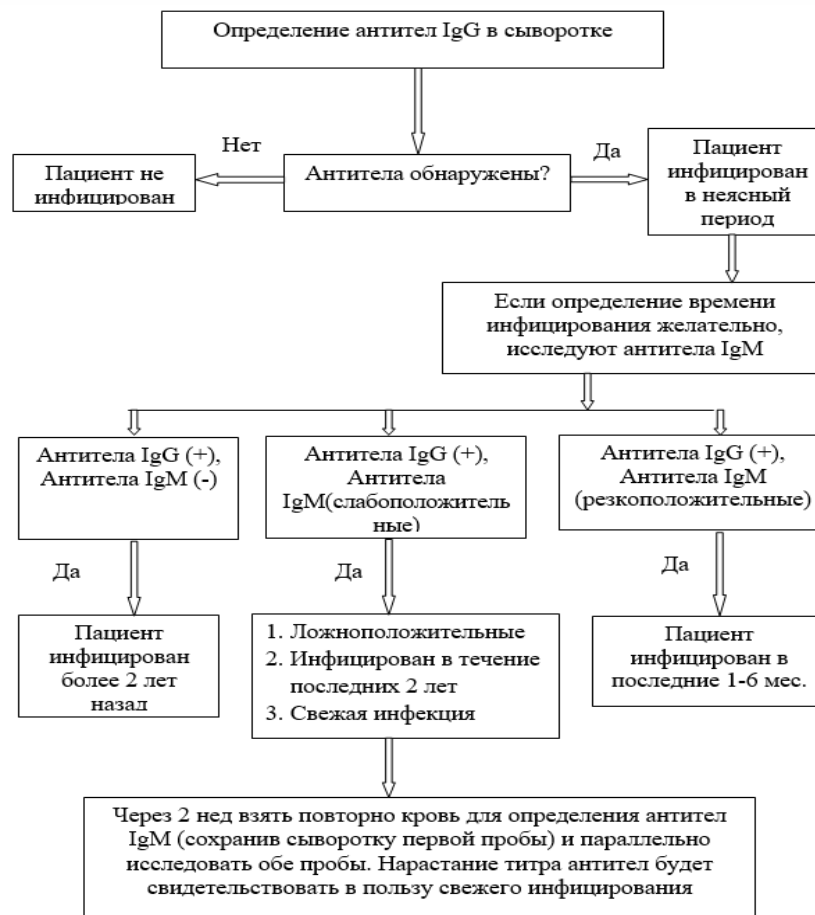 Определение антител IgG в сыворотке
Нет
Да
Пациент не
инфицирован
Антитела обнаружены?
Пациент
инфицирован
в неясный
период
Если определение времени
инфицирования желательно,
исследуют антитела IgM
Антитела IgG (+),
Антитела IgM (-)
Антитела IgG (+),
Антитела
IgM(слабоположитель
ные)
Антитела IgG (+),
Антитела IgM
(резкоположительные)
Да
Да
Да
Пациент
инфицирован
более 2 лет
назад
1. Ложноположительные
2. Инфицирован в течение
последних 2 лет
3. Свежая инфекция
Пациент
инфицирован в
последние 1-6 мес.
Через 2 нед взять повторно кровь для определения антител
IgM (сохранив сыворотку первой пробы) и параллельно
исследовать обе пробы. Нарастание титра антител будет
свидетельствовать в пользу свежего инфицирования